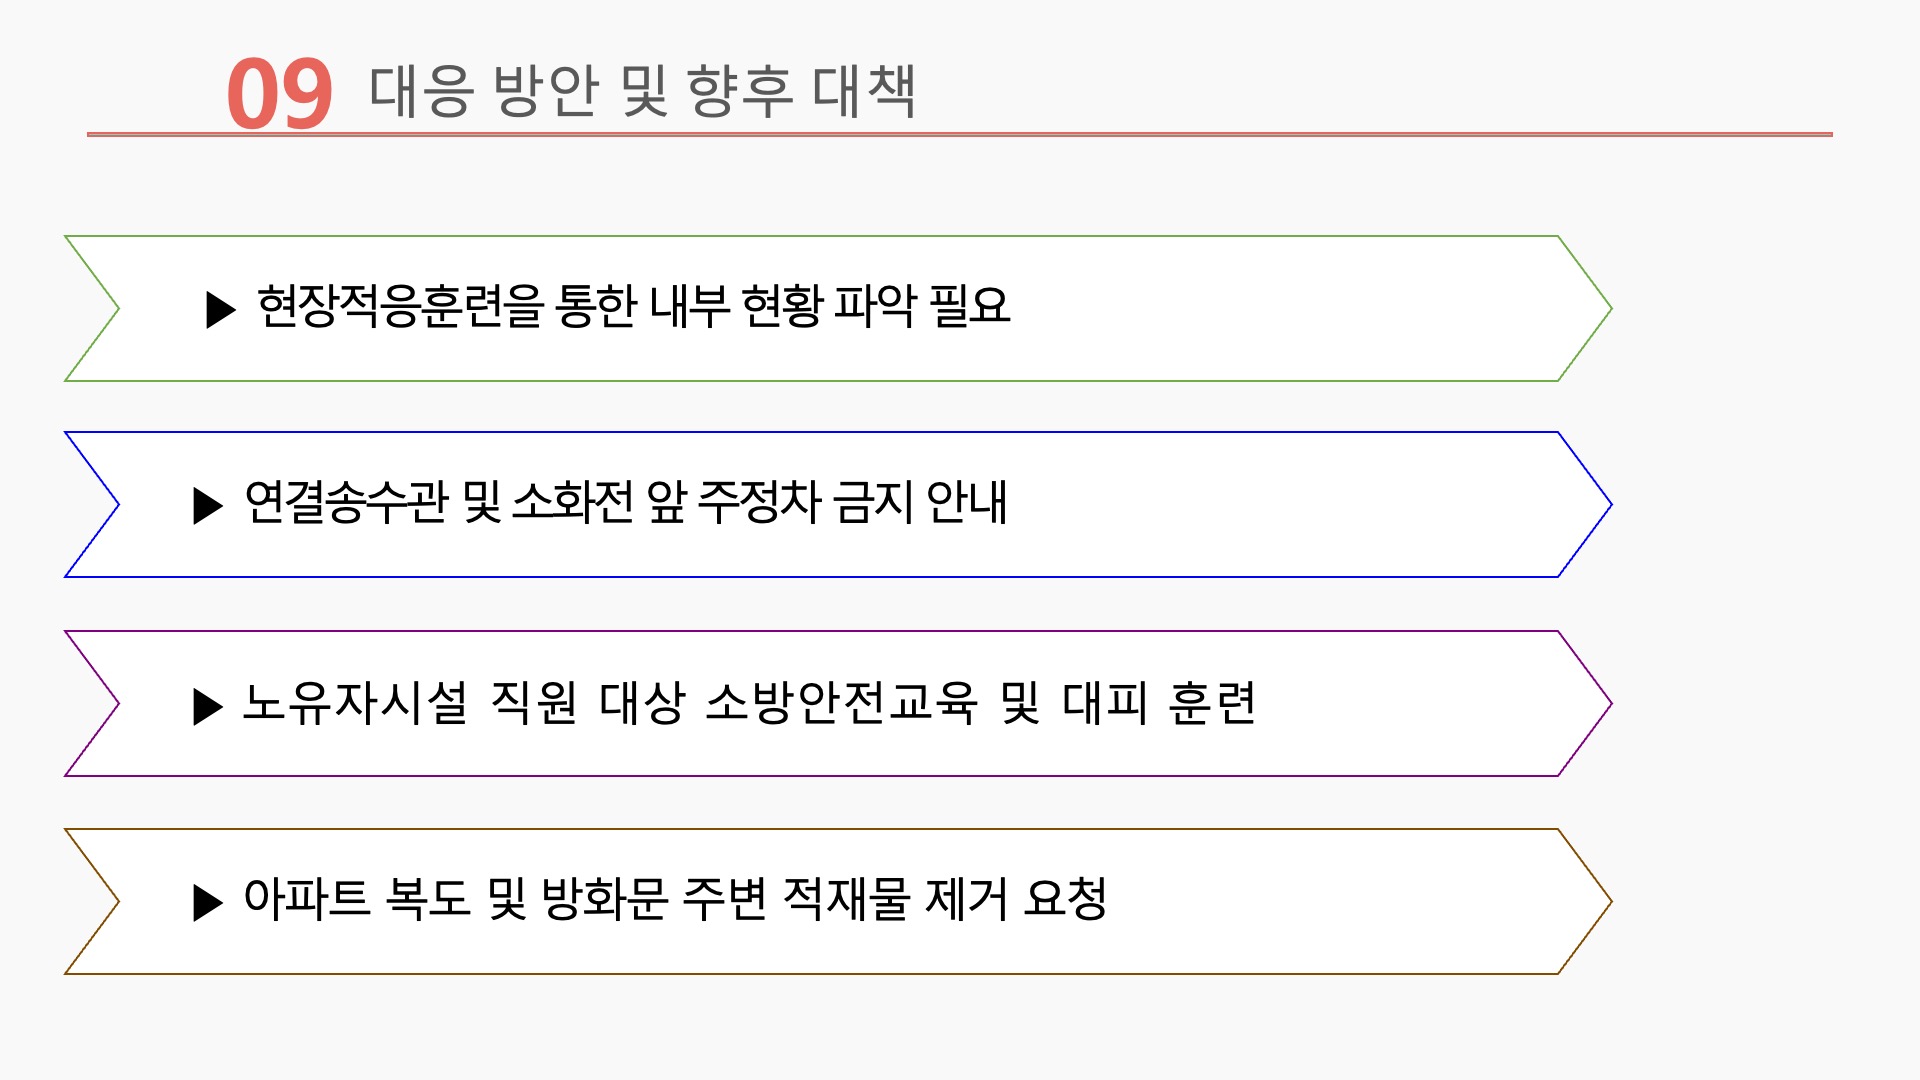 09 대응 방안 및 향후 대책
▶ 현장적응훈련을 통한 내부 현황 파악 필요
▶ 연결송수관 및 소화전 앞 주정차 금지 안내
▶ 노유자시설 직원 대상 소방안전교육 및 대피 훈련
▶ 아파트 복도 및 방화문 주변 적재물 제거 요청